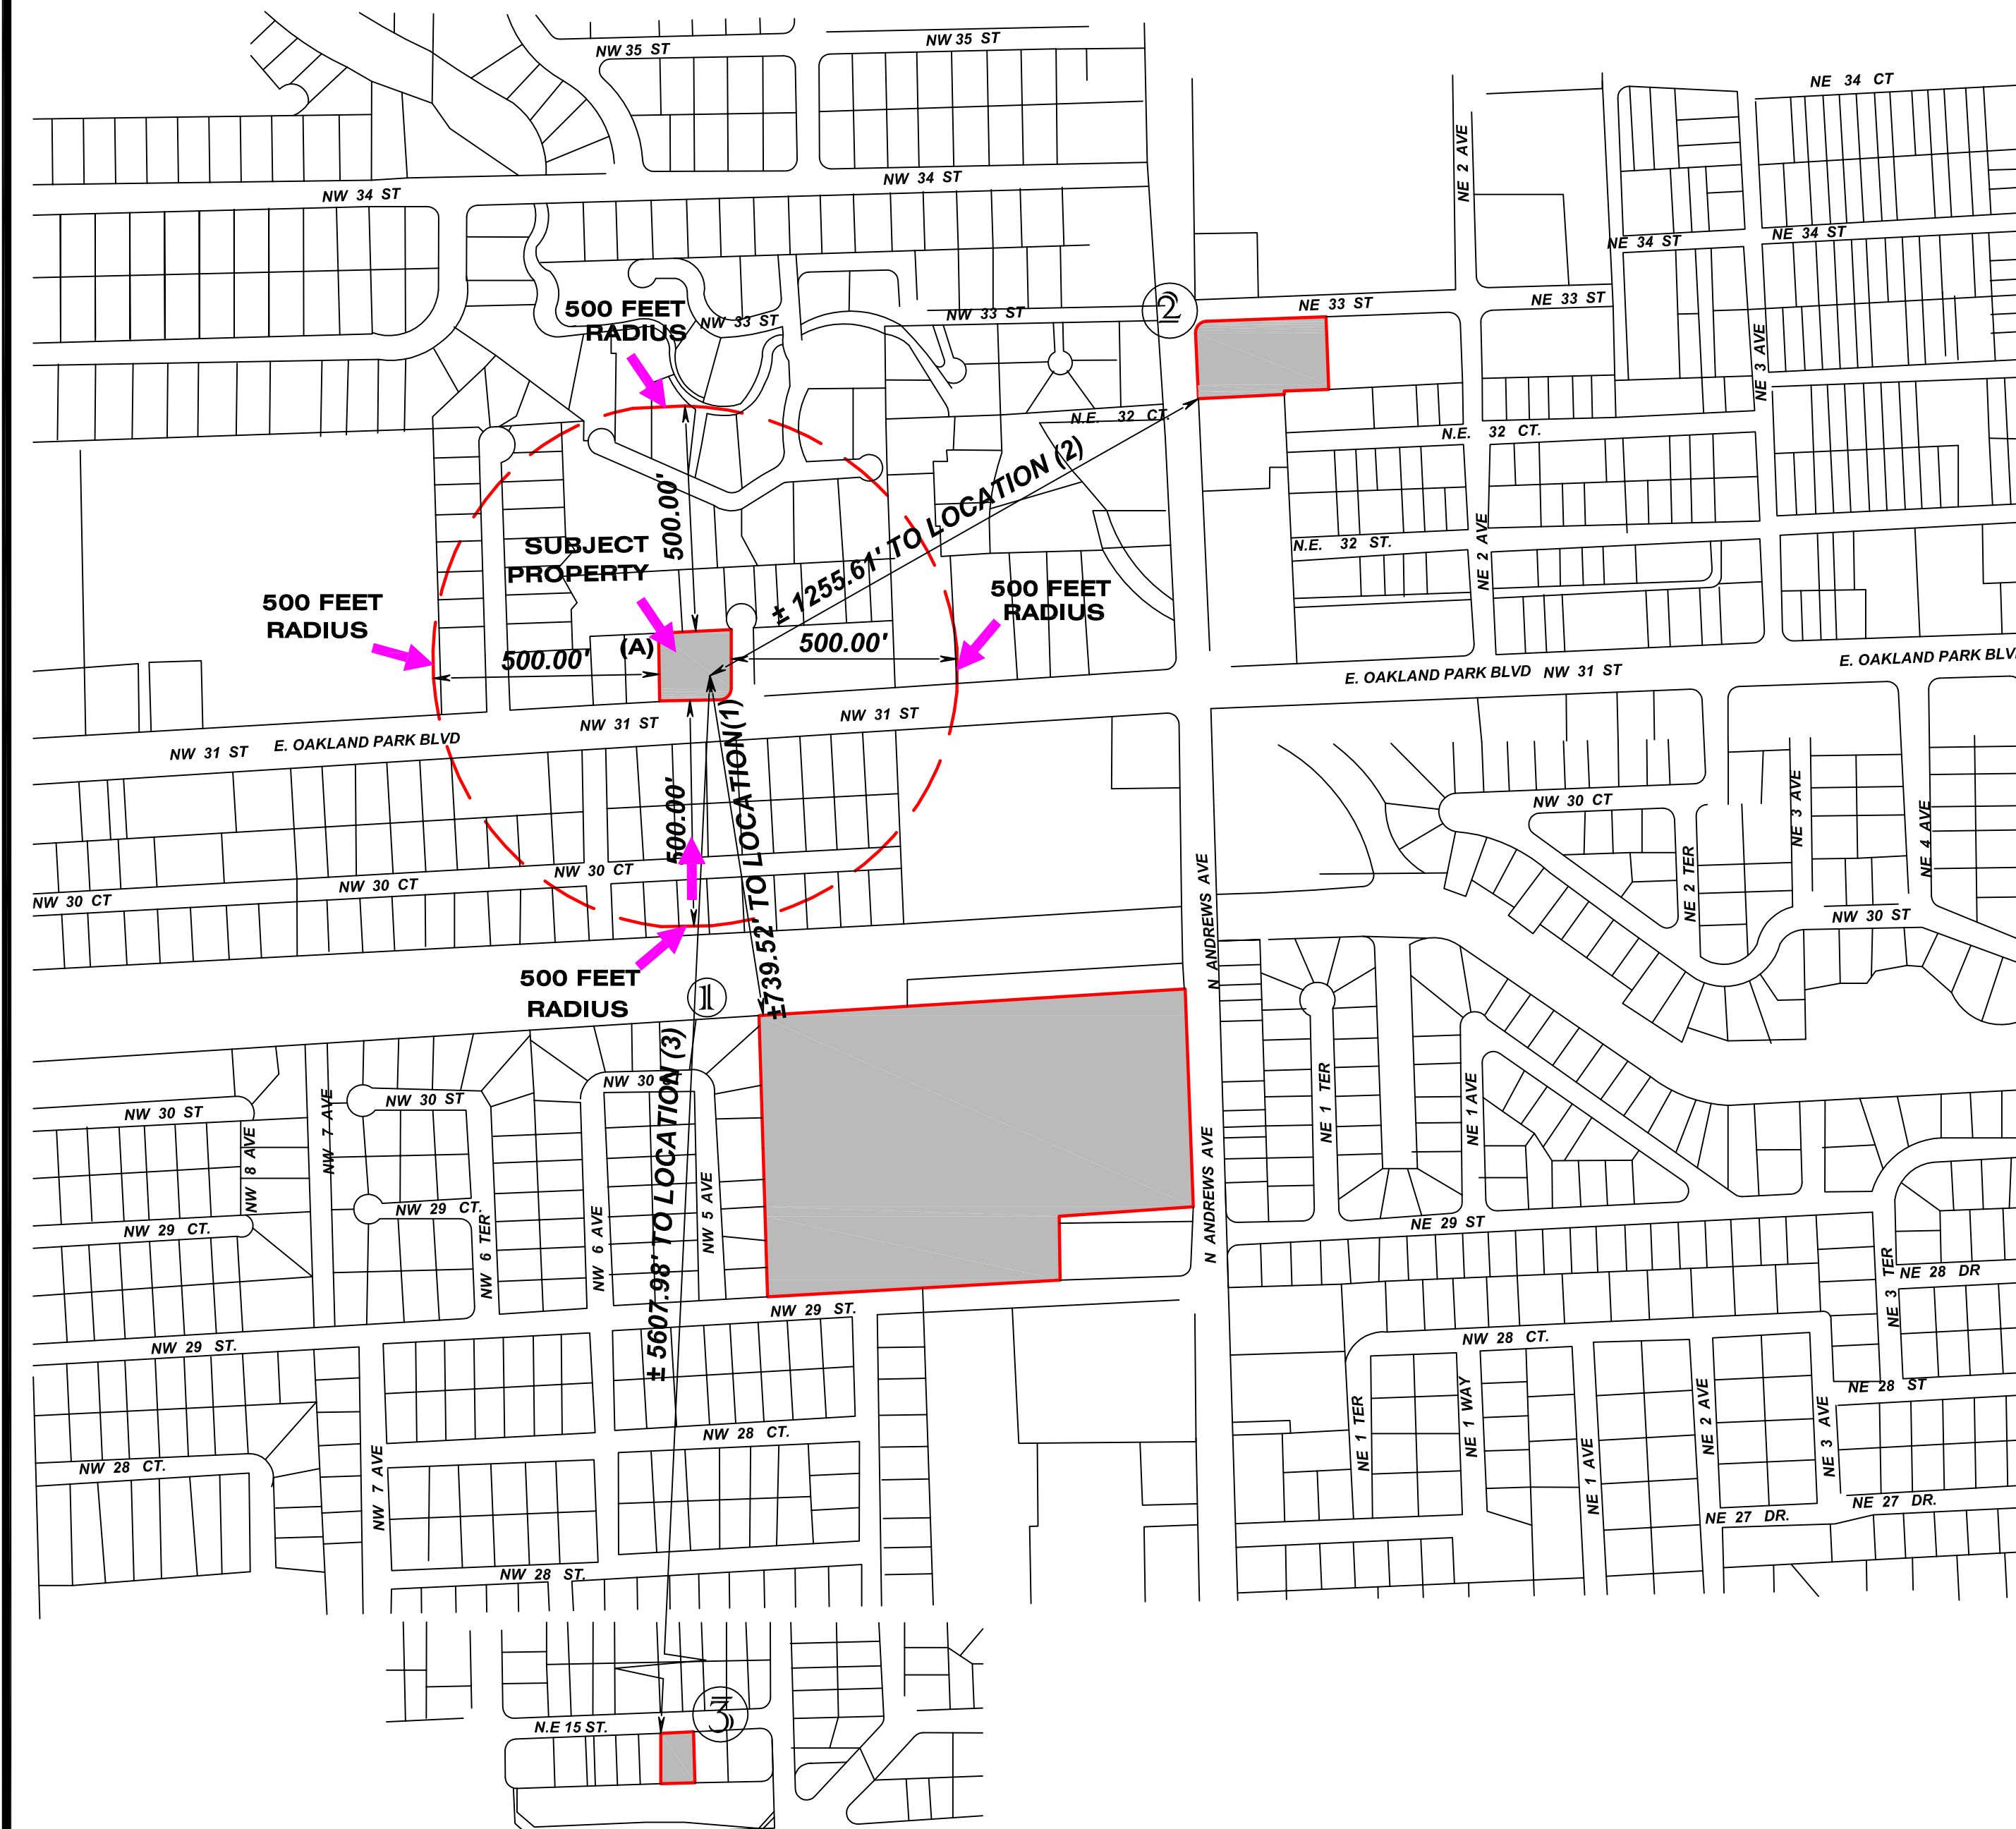 NW 35 ST
NW 35 ST
NE 34 CT
NE 2 AVE
NW 34 ST
NW 34 ST
NE 34 ST
NE 34 ST
500 FEET
RADIUS
NW 33 ST
NW 33 ST
2
NE 33 ST
NE 33 ST
NE 3 AVE
N.E. 32 CT.
N.E. 32 CT.
± 1255.61' TO LOCATION (2)
500.00'
SUBJECT
PROPERTY
N.E. 32 ST.
NE 2 AVE
500 FEET
RADIUS
500 FEET
RADIUS
(A)
500.00'
500.00'
E. OAKLAND PARK BLVD NW 31 ST
E. OAKLAND PARK BLV
NW 31 ST E. OAKLAND PARK BLVD
NW 31 ST
NW 31 ST
500.00'
±739.52' TO LOCATION(1)
NW 30 CT
NE 3 AVE
NE 4 AVE
NE 2 TER
NW 30 CT
NW 30 CT
NW 30 CT
N ANDREWS AVE
NW 30 ST
500 FEET
RADIUS
1
± 5607.98' TO LOCATION (3)
NW 30
NW 30 ST
NW 30 ST
NW 8 AVE
NW 7 AVE
NE 1 TER
NE 1 AVE
NW 29 CT.
NW 29 CT.
NW 6 TER
NW 6 AVE
NW 5 AVE
N ANDREWS AVE
NE 29 ST
NE 3 TER
NE 28 DR
NW 29 ST.
NW 29 ST.
NW 28 CT.
NE 28 ST
NW 28 CT.
NW 28 CT.
NW 7 AVE
NE 1 TER
NE 1 WAY
NE 1 AVE
NE 2 AVE
NE 3 AVE
NE 27 DR.
NE 27 DR.
NW 28 ST.
3
N.E 15 ST.